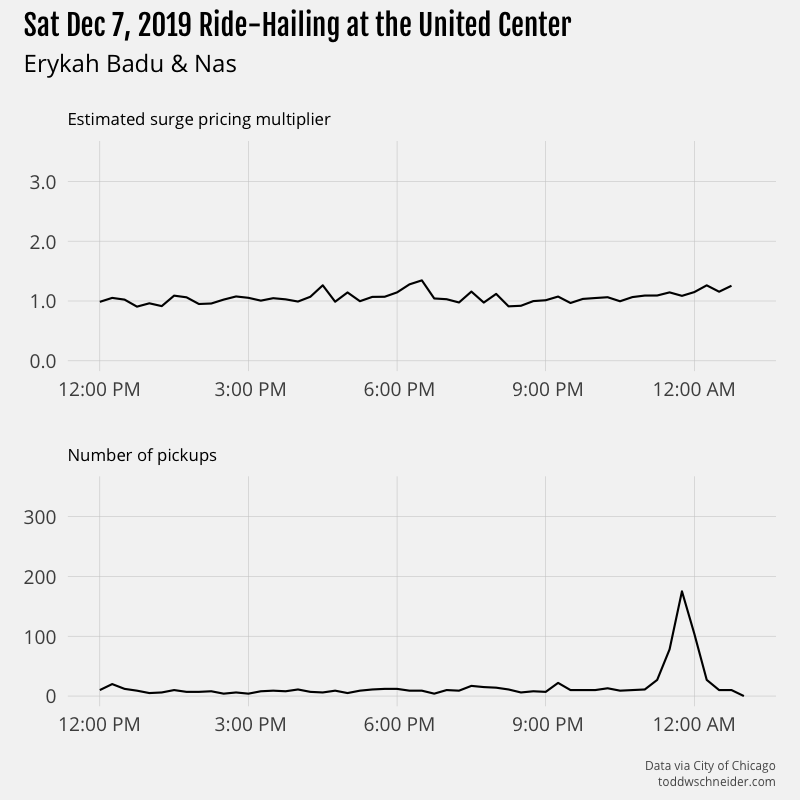 Sat Dec 7, 2019 Ride-Hailing at the United Center
Erykah Badu & Nas
Estimated surge pricing multiplier
3.0
2.0
1.0
0.0
12:00 PM 3:00 PM 6:00 PM 9:00 PM 12:00 AM
Number of pickups
300
200
100
0
12:00 PM 3:00 PM 6:00 PM 9:00 PM 12:00 AM
Data via City of Chicago
toddwschneider.com